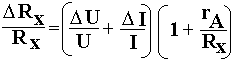 ΔR_X/R_X = (ΔU/U + ΔI/I) (1 + r_A/R_X)